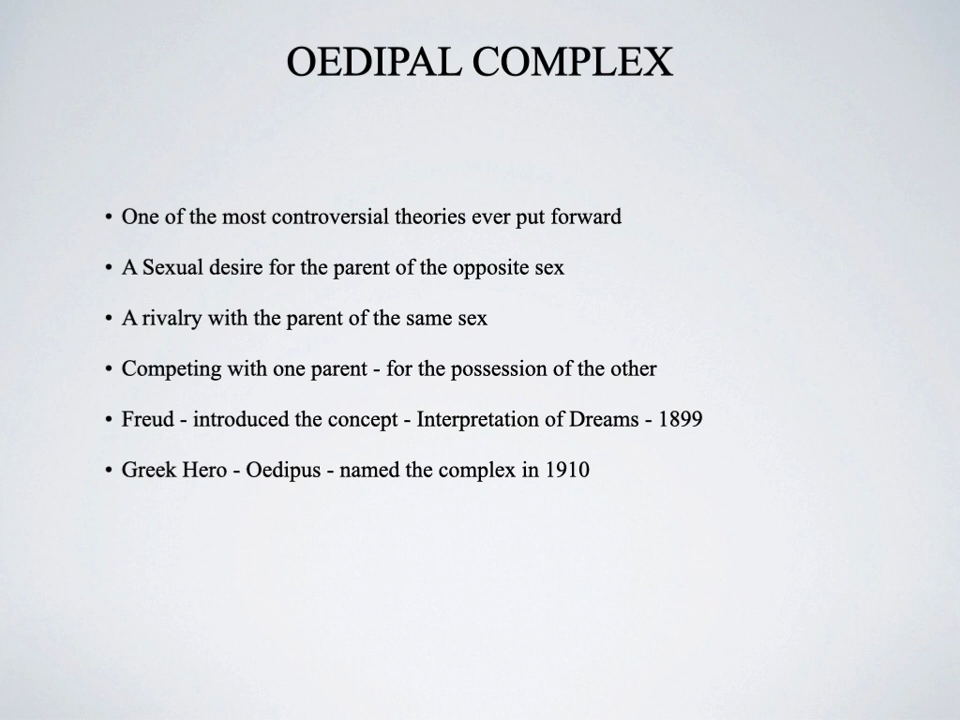 OEDIPAL COMPLEX
• One of the most controversial theories ever put forward
• A Sexual desire for the parent of the opposite sex
• A rivalry with the parent of the same sex
• Competing with one parent - for the possession of the other
• Freud - introduced the concept - Interpretation of Dreams - 1899
• Greek Hero - Oedipus - named the complex in 1910